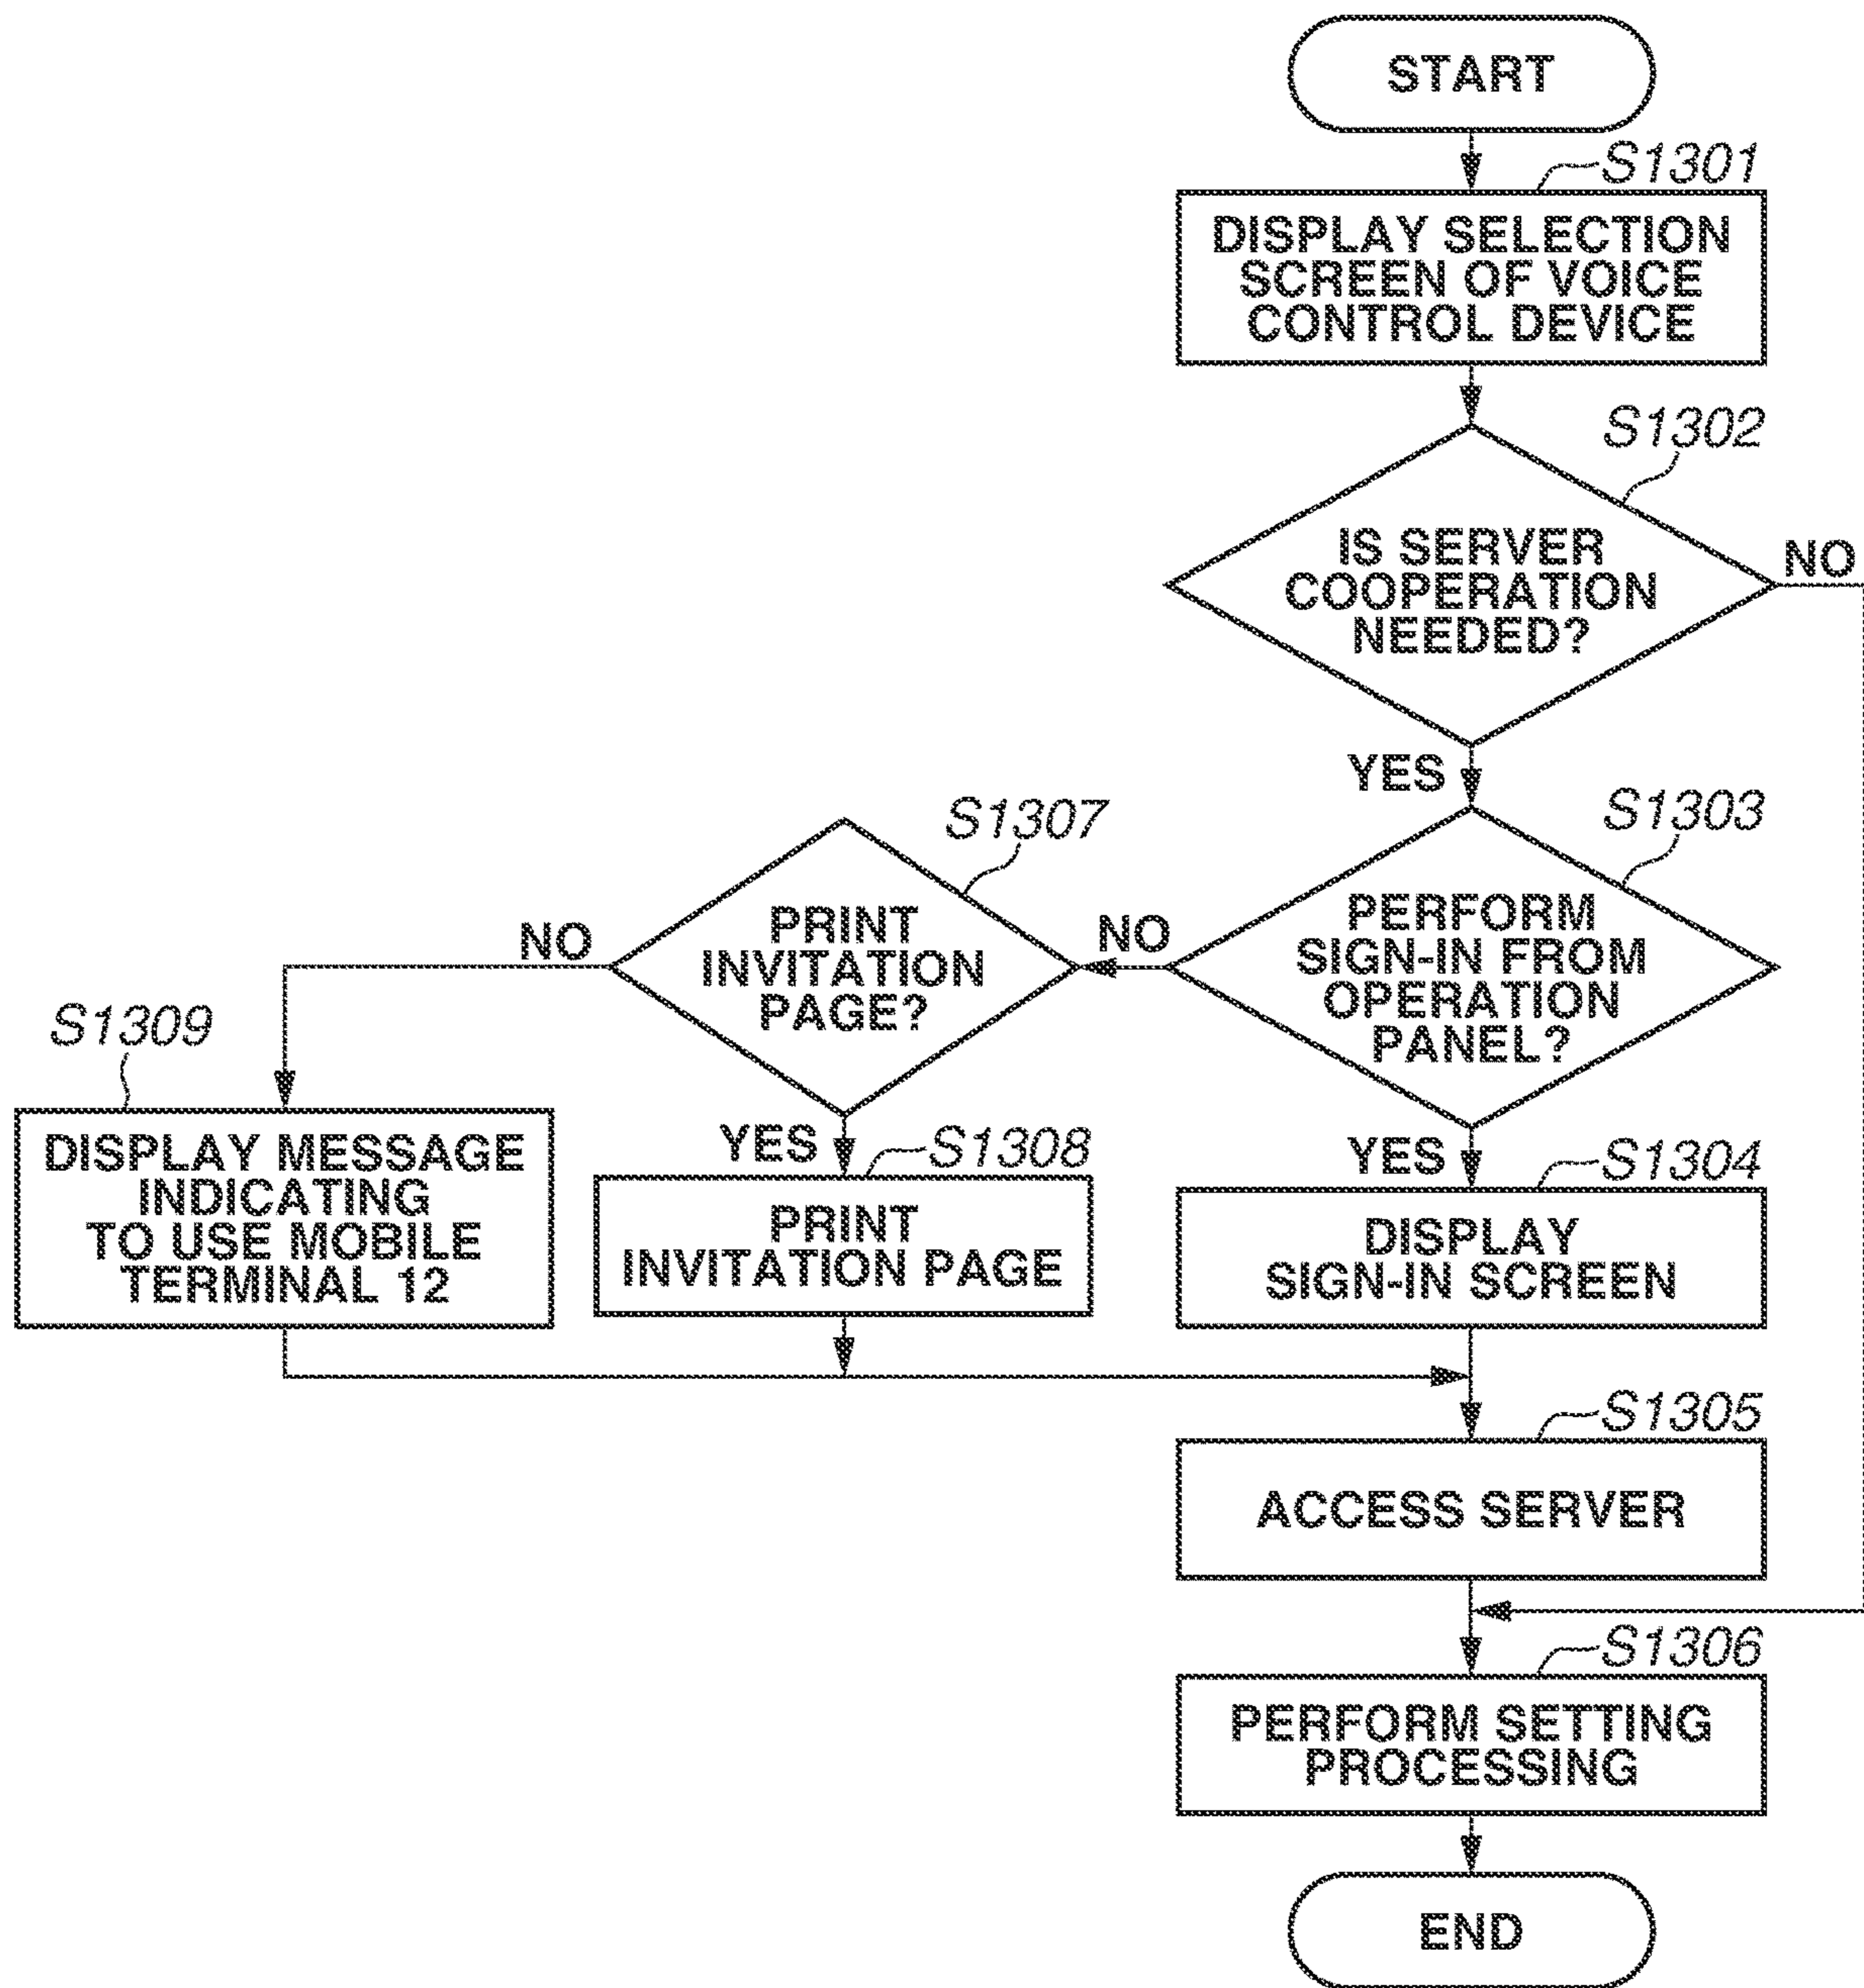 START
S1301
DISPLAY SELECTION
SCREEN OF VOICE
CONTROL DEVICE
S1302
IS SERVER
COOPERATION
NEEDED?
NO
YES
S1303
PERFORM
SIGN-IN FROM
OPERATION
PANEL?
NO
S1307
PRINT
INVITATION
PAGE?
NO
S1309
DISPLAY MESSAGE
INDICATING
TO USE MOBILE
TERMINAL 12
YES
S1308
PRINT
INVITATION PAGE
YES
S1304
DISPLAY
SIGN-IN SCREEN
S1305
ACCESS SERVER
S1306
PERFORM SETTING
PROCESSING
END